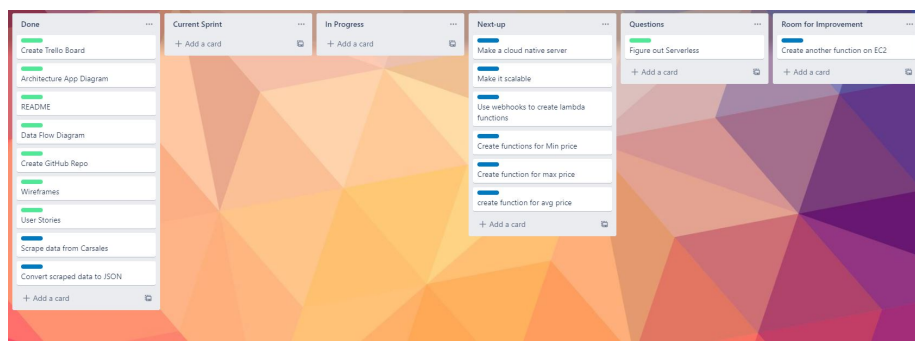 Done
Create Trello Board
Architecture App Diagram
README
Data Flow Diagram
Create GitHub Repo
Wireframes
User Stories
Scrape data from Carsales
Convert scraped data to JSON
+ Add a card
Current Sprint
+ Add a card
In Progress
+ Add a card
Next-up
Make a cloud native server
Make it scalable
Use webhooks to create lambda
functions
Create functions for Min price
Create function for max price
create function for avg price
+ Add a card
Questions
Figure out Serverless
+ Add a card
Room for Improvement
Create another function on EC2
+ Add a card